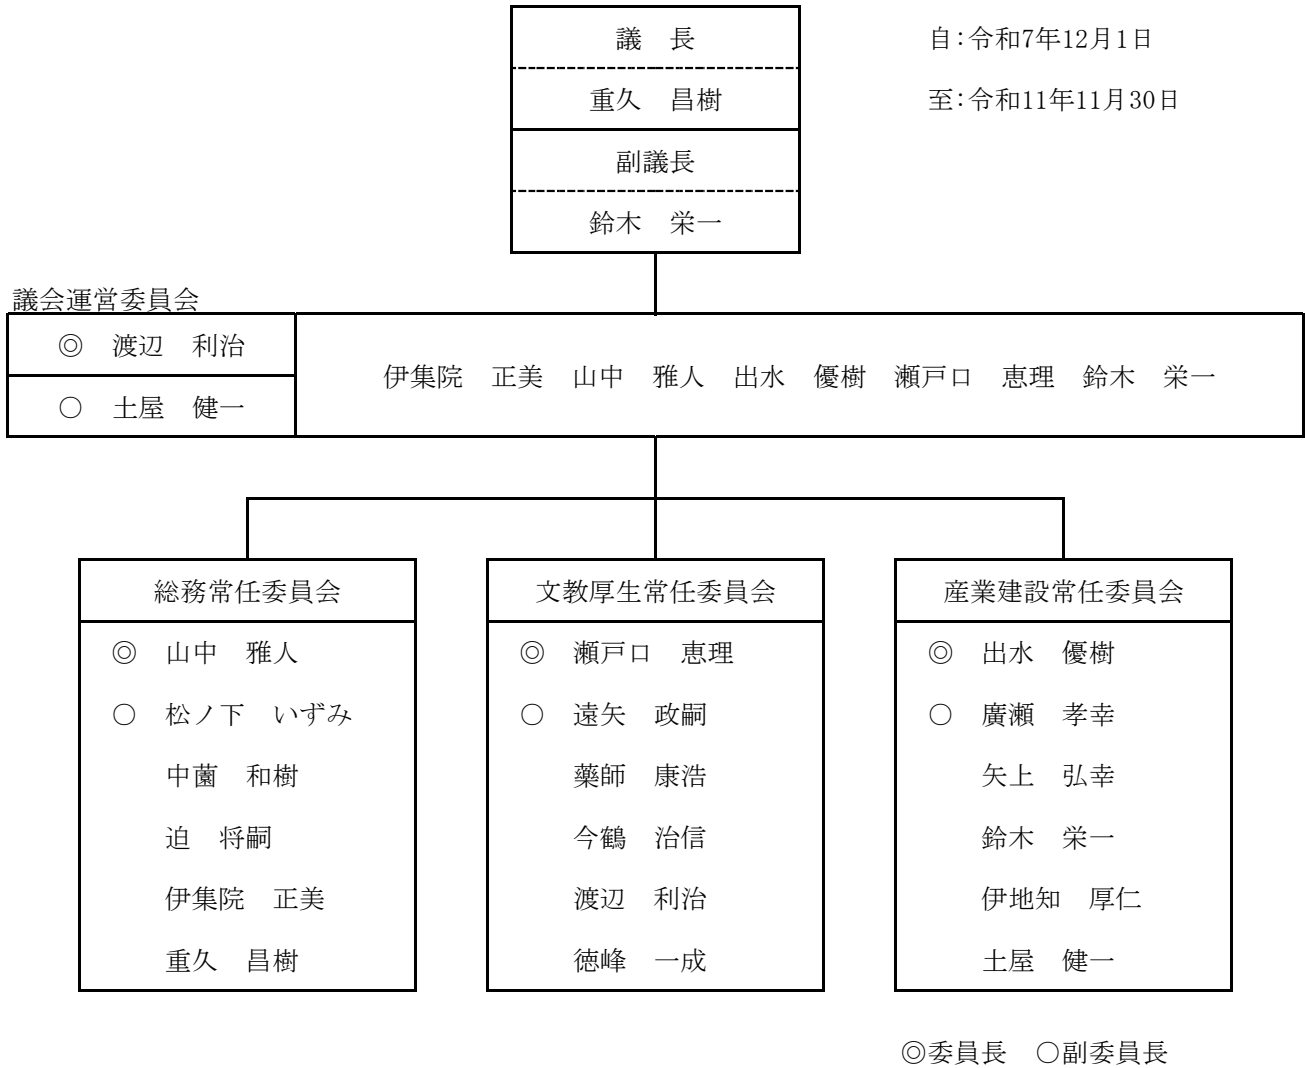 議　長
自：令和7年12月1日
重久　昌樹
至：令和11年11月30日
副議長
鈴木　栄一
議会運営委員会
◎　渡辺　利治
○　土屋　健一
伊集院　正美　山中　雅人　出水　優樹　瀬戸口　恵理　鈴木　栄一
総務常任委員会
◎　山中　雅人
○　松ノ下　いずみ
中薗　和樹
迫　将嗣
伊集院　正美
重久　昌樹
文教厚生常任委員会
◎　瀬戸口　恵理
○　遠矢　政嗣
藥師　康浩
今鶴　治信
渡辺　利治
徳峰　一成
産業建設常任委員会
◎　出水　優樹
○　廣瀬　孝幸
矢上　弘幸
鈴木　栄一
伊地知　厚仁
土屋　健一
◎委員長　○副委員長